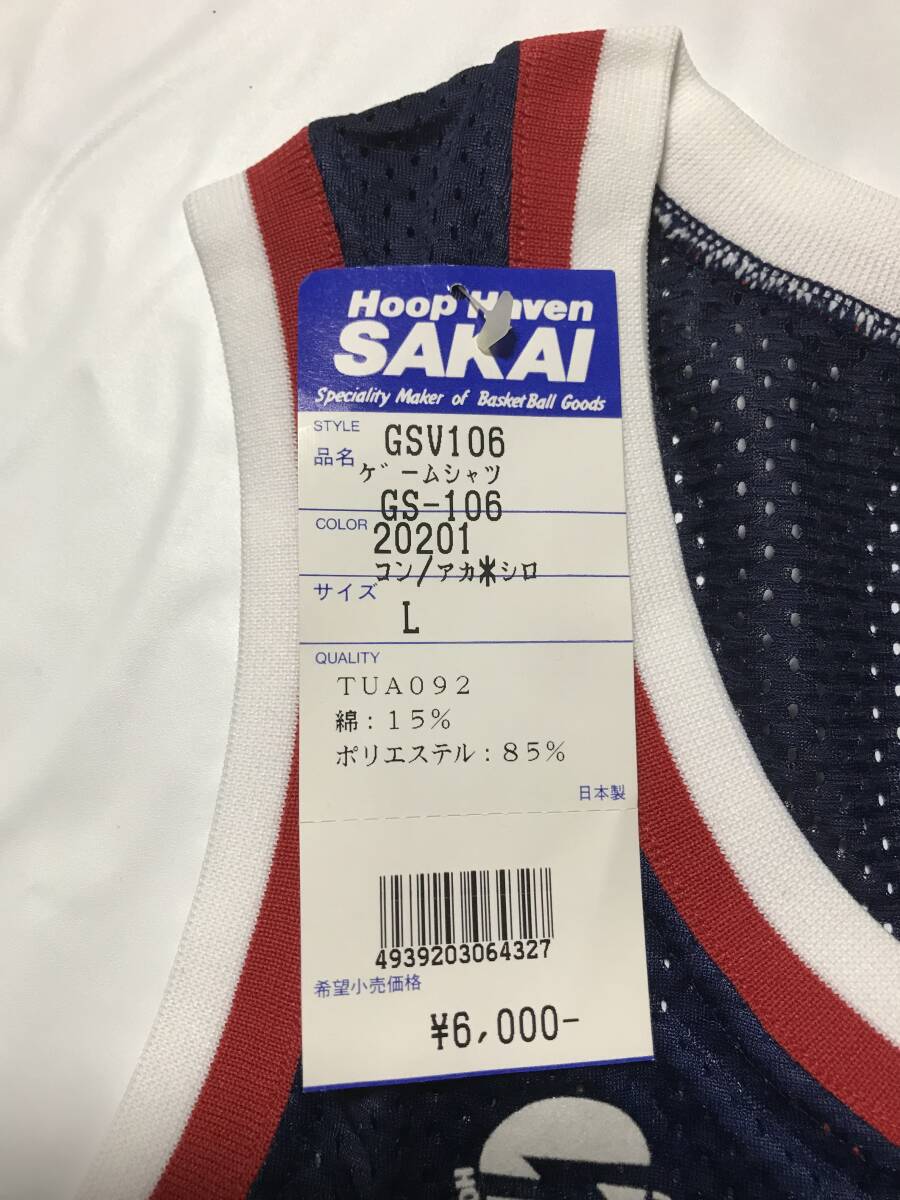 Hoop Haven
SAKAI
Speciality Maker of BasketBall Goods
STYLE
GSV106
品名
ゲームシャツ
GS-106
COLOR
20201
コン/アカ*シロ
サイズ
L
QUALITY
TUA092
綿:15%
ポリエステル:85%
日本製
4939203064327
希望小売価格
¥6,000-
HO